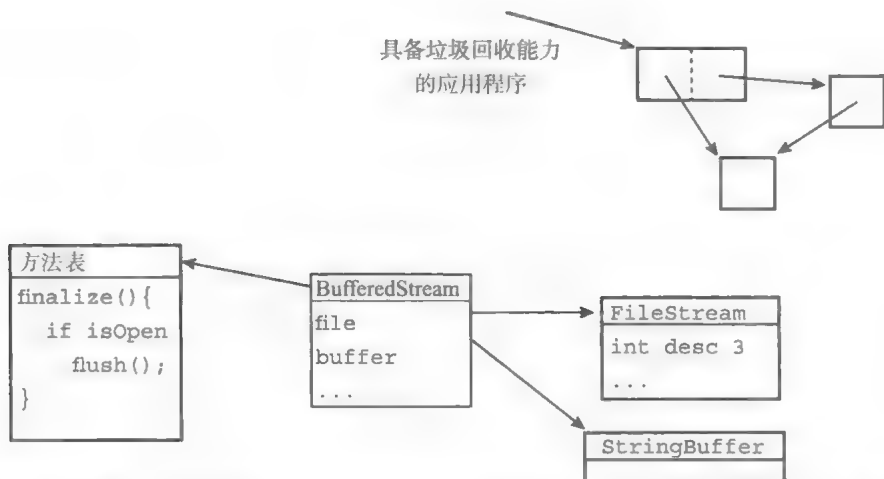 具备垃圾回收能力
的应用程序
方法表
finalize(){
if isOpen
flush();
}
BufferedStream
file
buffer
...
FileStream
int desc 3
...
StringBuffer